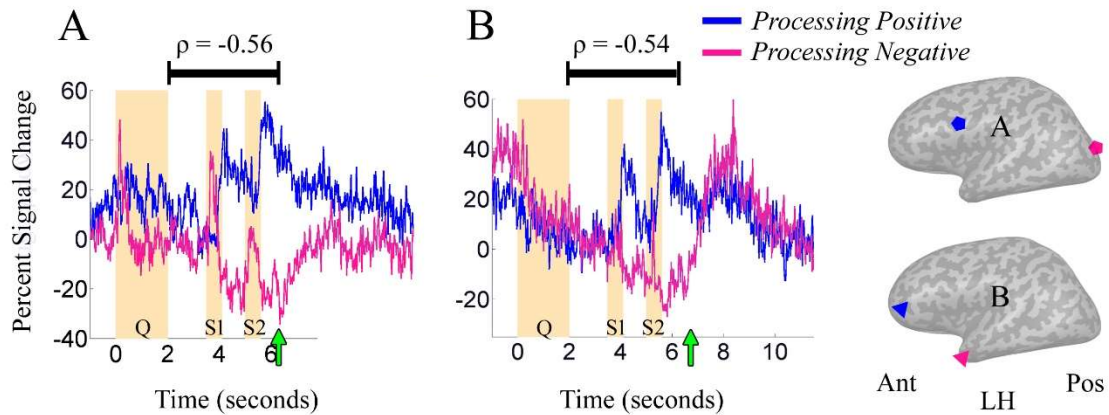 A
ρ = -0.56
B
ρ = -0.54
Processing Positive
Processing Negative
Percent Signal Change
60
40
20
0
-20
-40
Q
S1
S2
0
2
4
6
Time (seconds)
60
40
20
0
-20
Q
S1
S2
0
2
4
6
8
10
Time (seconds)
A
B
Ant
LH
Pos